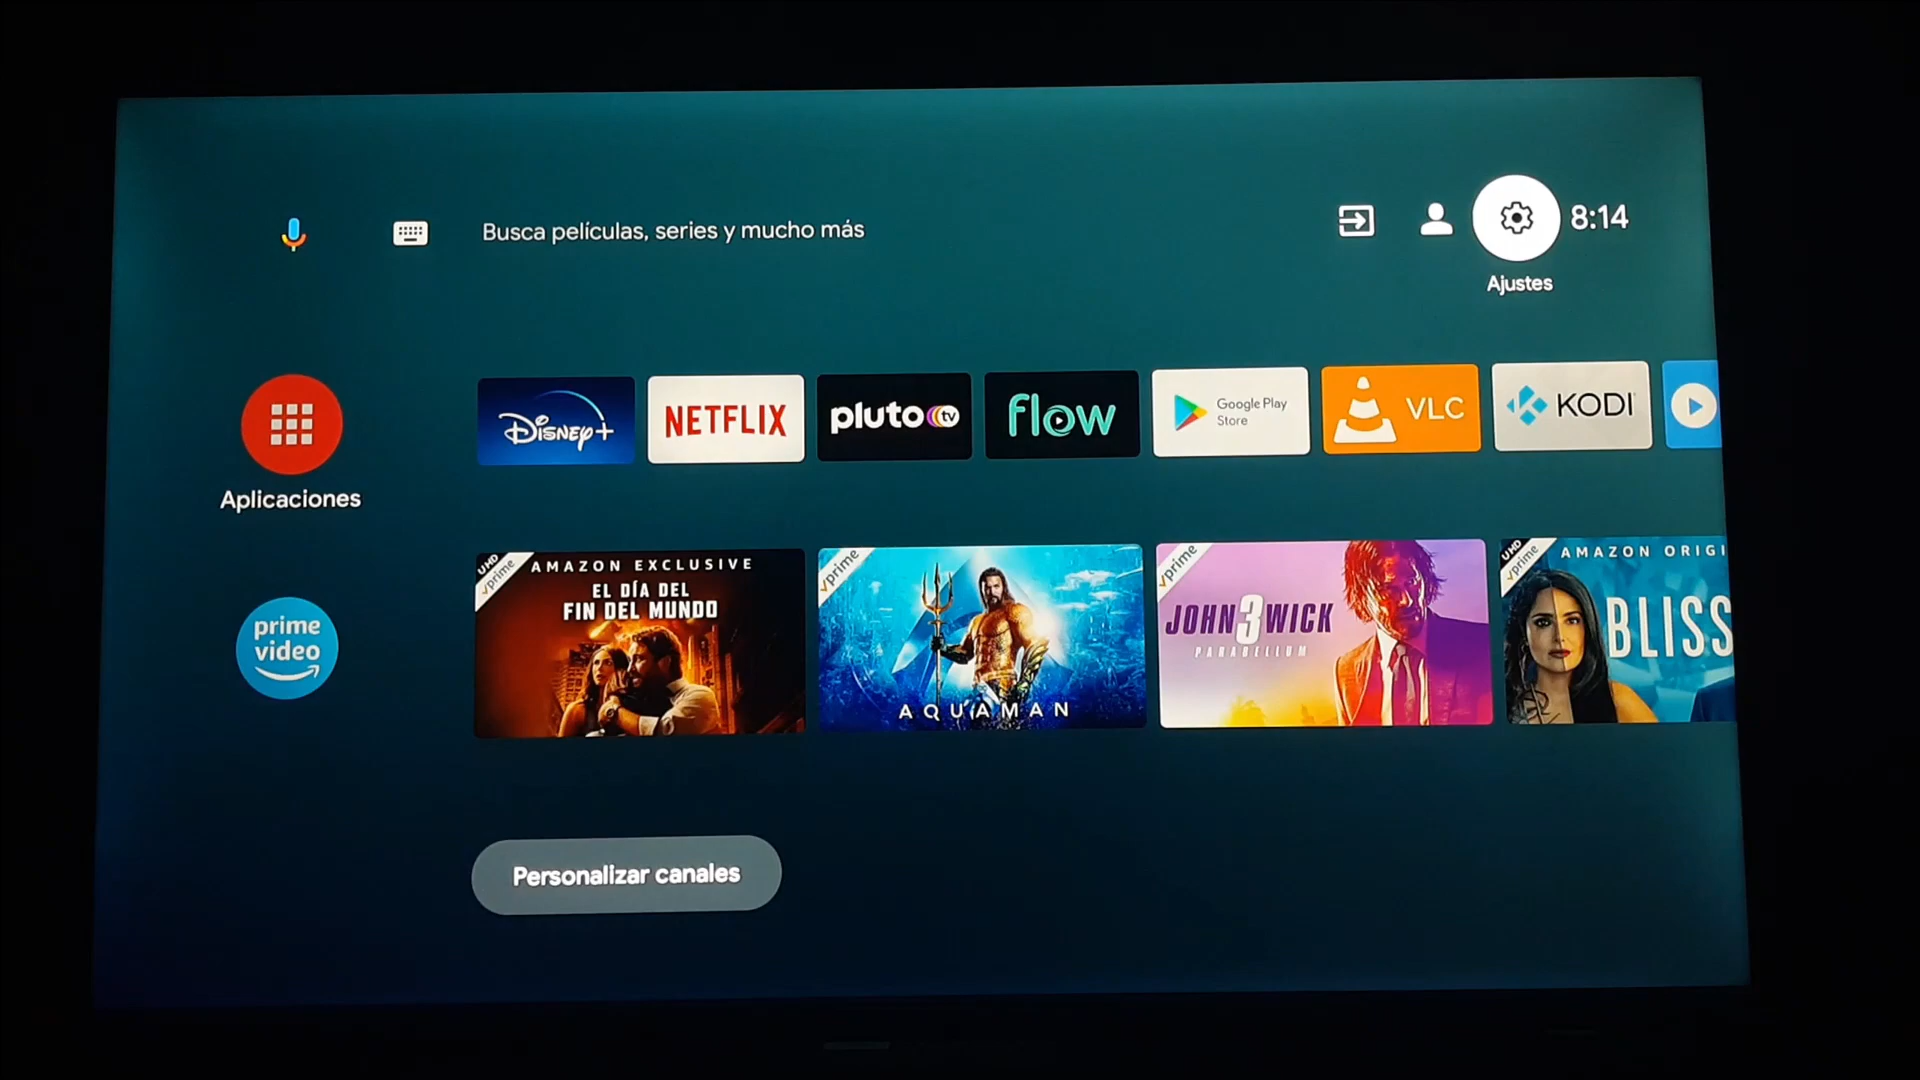 Busca películas, series y mucho más
8:14
Ajustes
Aplicaciones
Disney+
NETFLIX
pluto tv
flow
Google Play
Store
VLC
KODI
prime
video
UHD
prime
AMAZON EXCLUSIVE
EL DÍA DEL
FIN DEL MUNDO
prime
AQUAMAN
prime
JOHN 3 WICK
PARABELLUM
UHD
prime
AMAZON ORIGI
BLISS
Personalizar canales